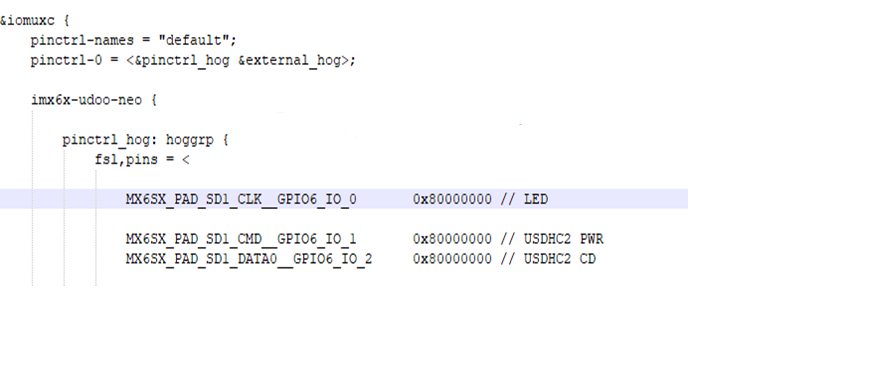 &iomuxc {
pinctrl-names = "default";
pinctrl-0 = <&pinctrl_hog &external_hog>;
imx6x-udoo-neo {
pinctrl_hog: hoggrp {
fsl,pins = <
MX6SX_PAD_SD1_CLK__GPIO6_IO_0 0x80000000 // LED
MX6SX_PAD_SD1_CMD__GPIO6_IO_1 0x80000000 // USDHC2 PWR
MX6SX_PAD_SD1_DATA0__GPIO6_IO_2 0x80000000 // USDHC2 CD